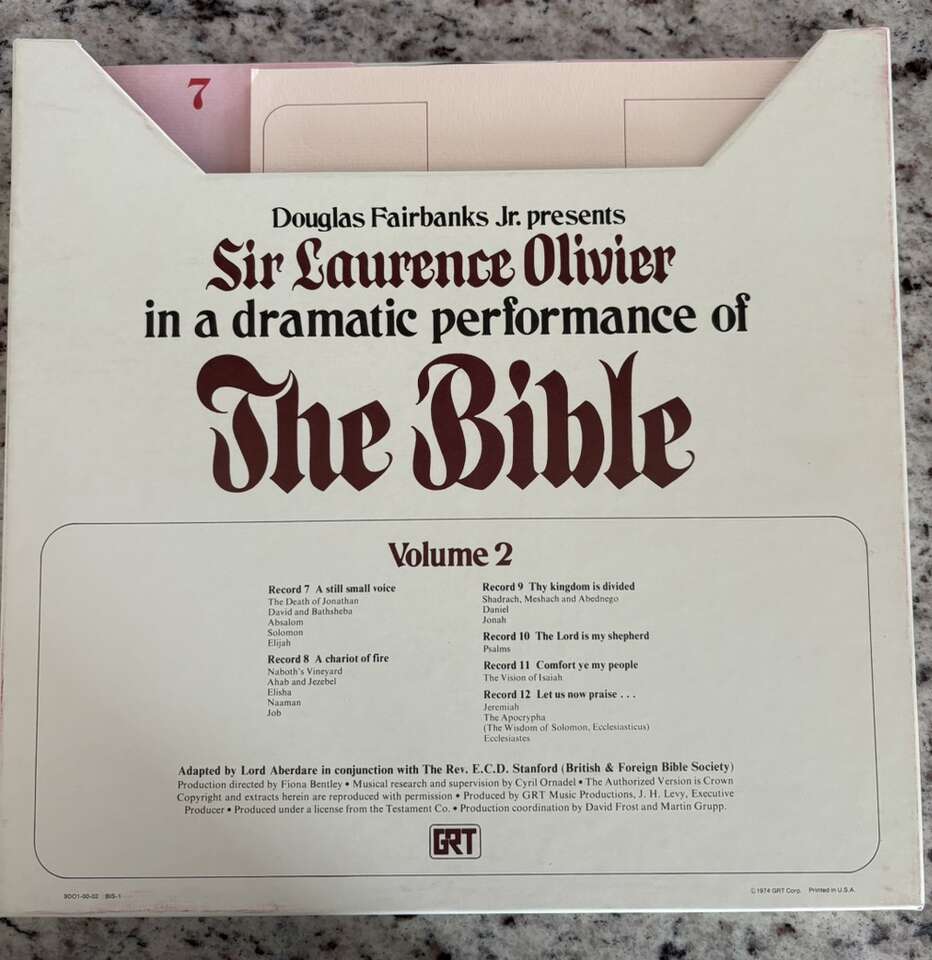 7
Douglas Fairbanks Jr. presents
Sir Laurence Olivier
in a dramatic performance of
The Bible
Volume 2
Record 7 A still small voice
The Death of Jonathan
David and Bathsheba
Absalom
Solomon
Elijah
Record 8 A chariot of fire
Naboth's Vineyard
Ahab and Jezebel
Elisha
Naaman
Job
Record 9 Thy kingdom is divided
Shadrach, Meshach and Abednego
Daniel
Jonah
Record 10 The Lord is my shepherd
Psalms
Record 11 Comfort ye my people
The Vision of Isaiah
Record 12 Let us now praise . . .
Jeremiah
The Apocrypha
(The Wisdom of Solomon, Ecclesiasticus)
Ecclesiastes
Adapted by Lord Aberdare in conjunction with The Rev. E.C.D. Stanford (British & Foreign Bible Society)
Production directed by Fiona Bentley • Musical research and supervision by Cyril Ornadel • The Authorized Version is Crown
Copyright and extracts herein are reproduced with permission • Produced by GRT Music Productions, J. H. Levy, Executive
Producer • Produced under a license from the Testament Co. • Production coordination by David Frost and Martin Grupp.
GRT
9DO1-00-02 BIS-1
© 1974 GRT Corp. Printed in U.S.A.